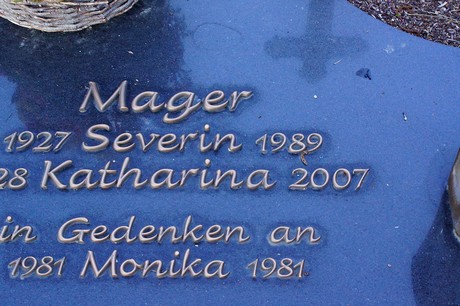 Mager
1927 Severin 1989
28 Katharina 2007
in Gedenken an
1981 Monika 1981